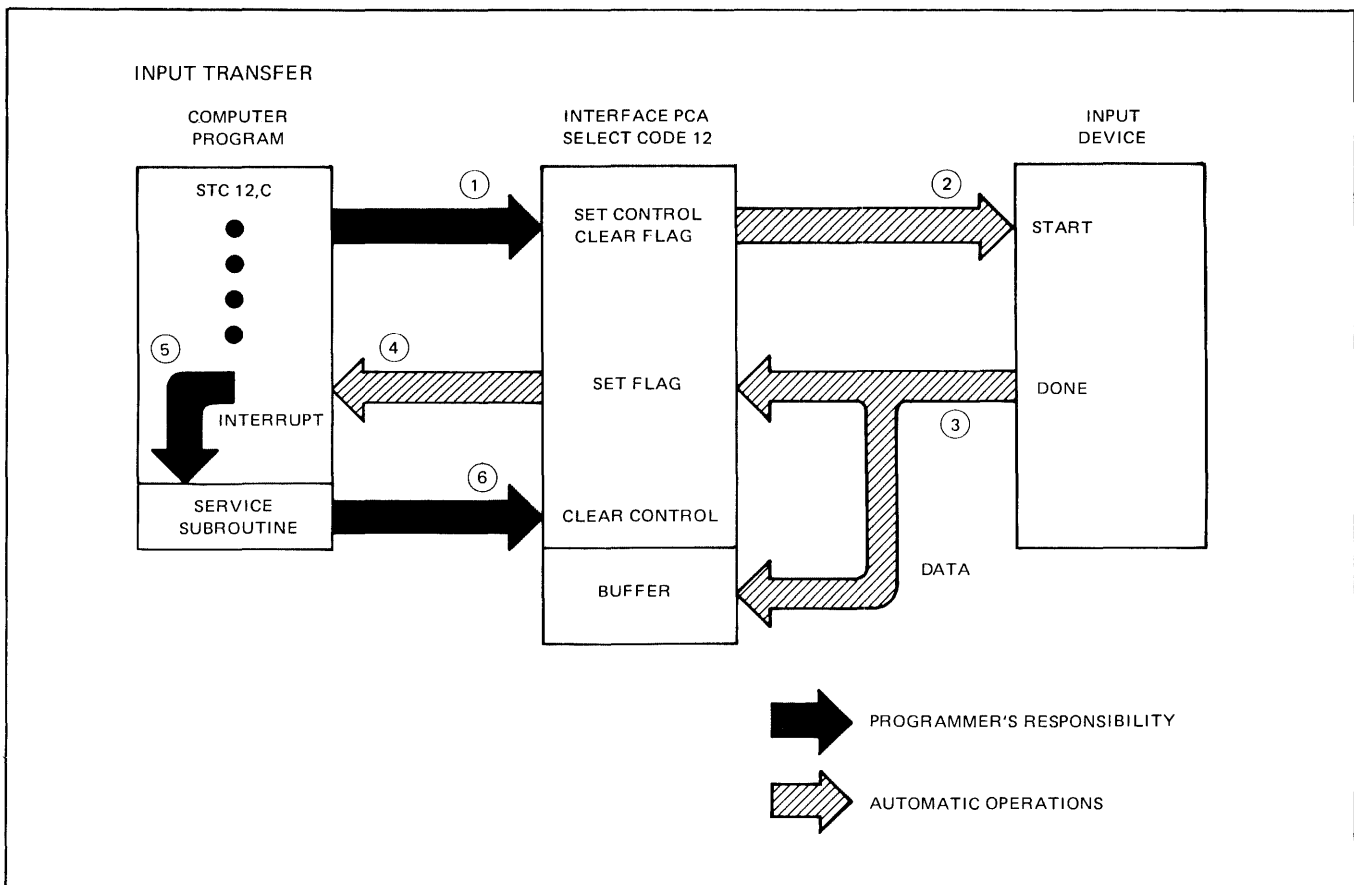 INPUT TRANSFER
COMPUTER
PROGRAM
INTERFACE PCA
SELECT CODE 12
INPUT
DEVICE
STC 12,C
1
SET CONTROL
CLEAR FLAG
2
START
5
4
SET FLAG
DONE
INTERRUPT
3
6
SERVICE
SUBROUTINE
CLEAR CONTROL
DATA
BUFFER
PROGRAMMER'S RESPONSIBILITY
AUTOMATIC OPERATIONS